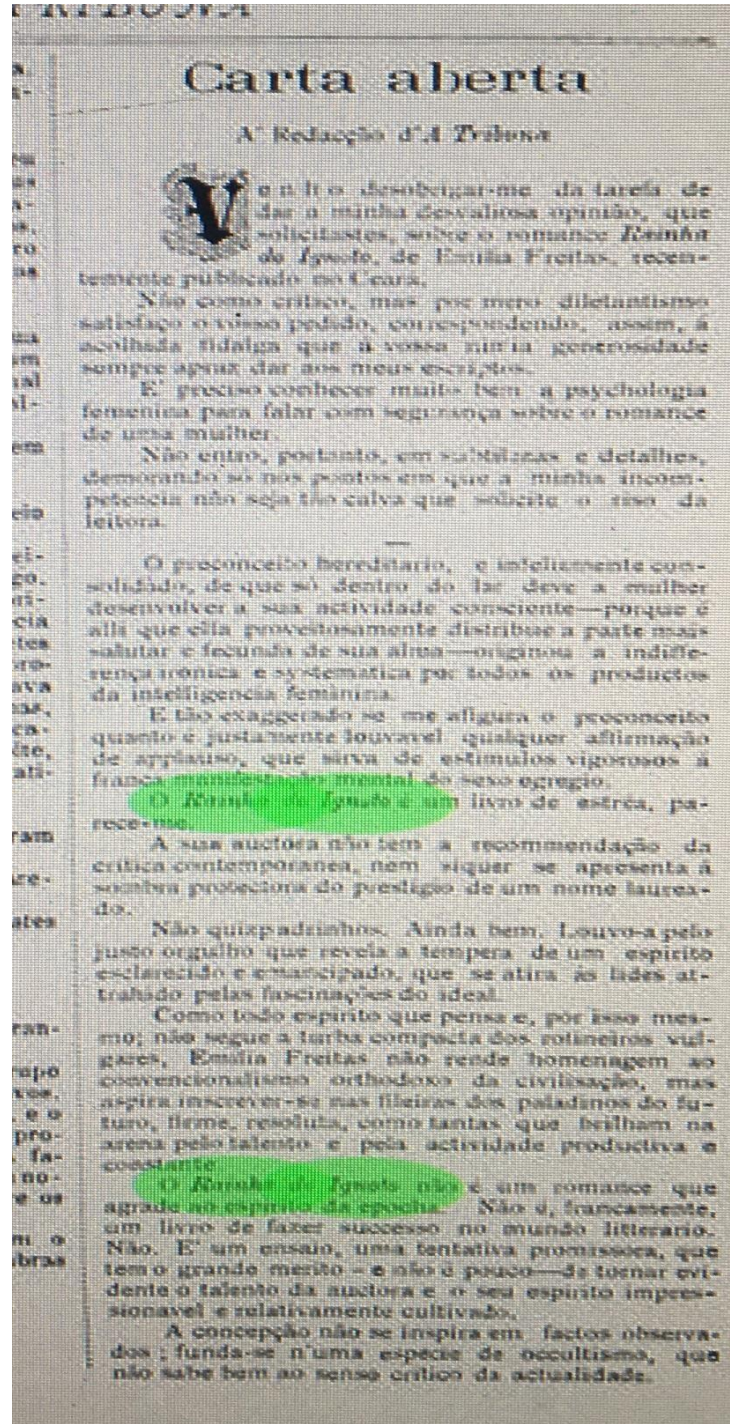 TRIBUNA
Carta aberta
A' Redacção d'A Tribuna
Venho desobrigar-me da tarefa de
dar a minha desvaliosa opinião, que
solicitastes, sobre o romance Rainha
do Ignoto, de Emilia Freitas, recen-
temente publicado no Ceará.
Não como critico, mas por mero diletantismo
satisfaço o vosso pedido, correspondendo, assim, á
acolhida fidalga que a vossa generosidade
sempre aprouv dar aos meus escriptos.
E' preciso conhecer muito bem a psychologia
feminina para falar com segurança sobre o romance
de uma mulher.
Não entro, portanto, em subtilezas e detalhes,
demorando só nos pontos em que a minha incom-
petencia não seja tão calva que solicite o riso da
leitora.
—
O preconceito hereditario, e infelizmente con-
solidado, de que só dentro do lar deve a mulher
desenvolver a sua actividade consciente—porque é
alli que ella proveitosamente distribue a parte mais
salutar e fecunda de sua alma—originou a indiffe-
rença ironica e systematica por todos os productos
da intelligencia feminina.
E tão exaggerado se me afigura o preconceito
quanto é justamente louvavel qualquer affirmação
de applauso, que sirva de estimulos vigorosos á
franca manifestação mental do sexo egregio.
O Rainha do Ignoto é um livro de estréa, pa-
rece-me.
A sua auctora não tem a recommendação da
critica contemporanea, nem siquer se apresenta á
sombra protectora do prestigio de um nome laurea-
do.
Não quiz padrinhos. Ainda bem. Louvo-a pelo
justo orgulho que revela a tempera de um espirito
esclarecido e emancipado, que se atira ás lides at-
trahido pelas fascinações do ideal.
Como todo espirito que pensa e, por isso mes-
mo; não segue a turba compacta dos rotineiros vul-
gares, Emilia Freitas não rende homenagem ao
convencionalismo orthodoxo da civilisação, mas
aspira inscrever-se nas fileiras dos paladinos do fu-
turo, firme, resoluta, como tantas que brilham na
arena pelo talento e pela actividade productiva e
constante.
O Rainha do Ignoto não é um romance que
agrade ao espirito da epocha. Não é, francamente,
um livro de fazer successo no mundo litterario.
Não. E' um ensaio, uma tentativa promissora, que
tem o grande merito – e não é pouco—de tornar evi-
dente o talento da auctora e o seu espirito impres-
sionavel e relativamente cultivado.
A concepção não se inspira em factos observa-
dos; funda-se n'uma especie de occultismo, que
não sabe bem ao senso critico da actualidade.